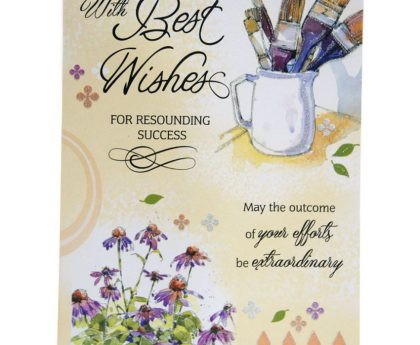 With Best
Wishes
FOR RESOUNDING
SUCCESS
May the outcome
of your efforts
be extraordinary